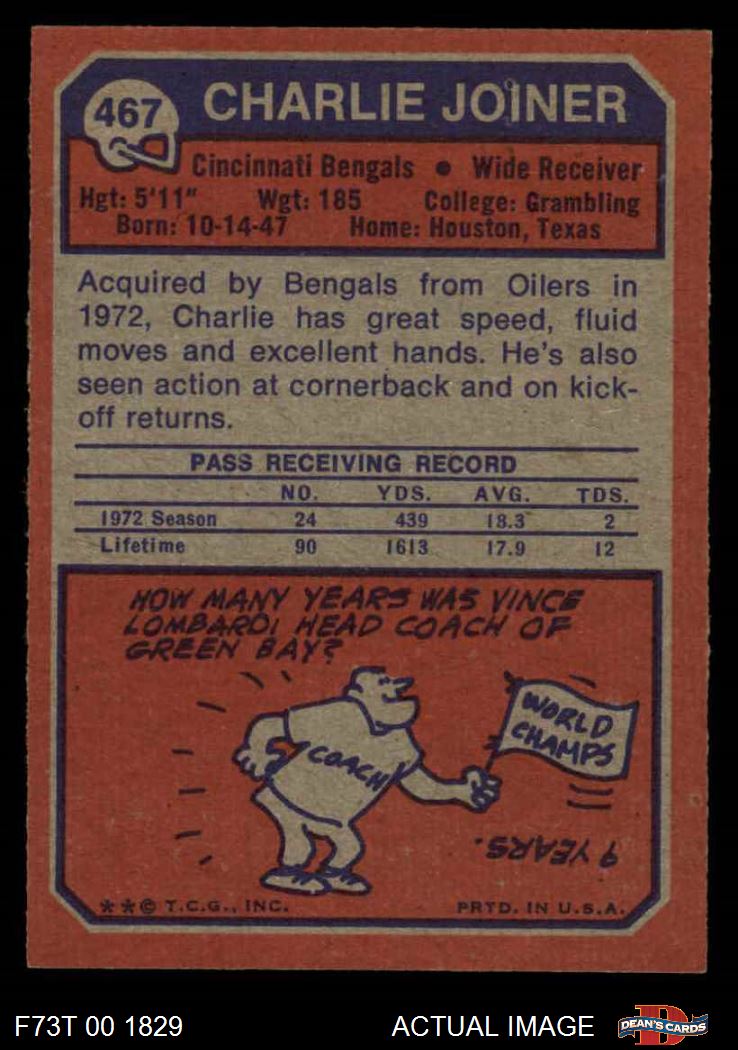 467 CHARLIE JOINER
Cincinnati Bengals • Wide Receiver
Hgt: 5'11" Wgt: 185 College: Grambling
Born: 10-14-47 Home: Houston, Texas
Acquired by Bengals from Oilers in
1972, Charlie has great speed, fluid
moves and excellent hands. He's also
seen action at cornerback and on kick-
off returns.
PASS RECEIVING RECORD
NO. YDS. AVG. TDS.
1972 Season 24 439 18.3 2
Lifetime 90 1613 17.9 12
HOW MANY YEARS WAS VINCE
LOMBARDI HEAD COACH OF
GREEN BAY?
WORLD
CHAMPS
COACH
9 YEARS.
**© T.C.G., INC. PRTD. IN U.S.A.
F73T 00 1829 ACTUAL IMAGE D DEAN'S CARDS